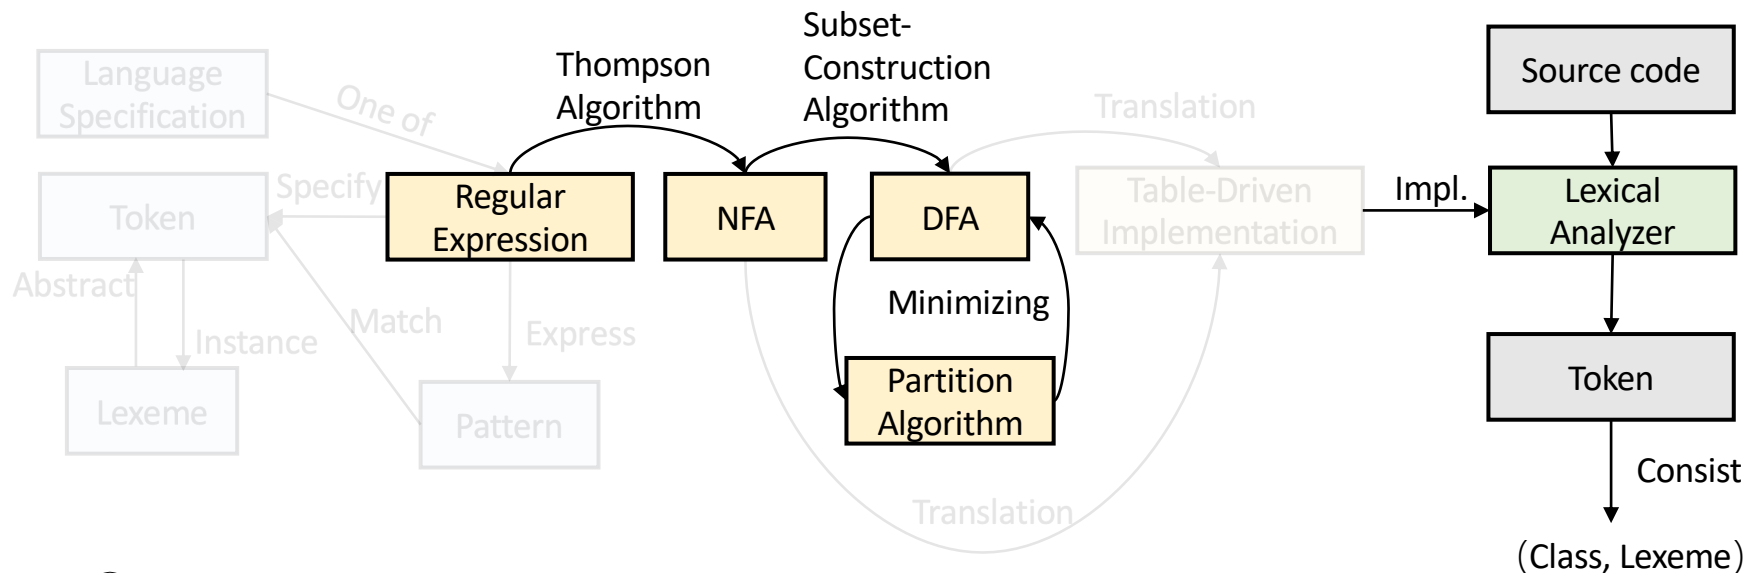 Subset-
Construction
Algorithm
Thompson
Algorithm
Language
Specification
One of
Translation
Source code
Specify
Token
Regular
Expression
NFA
DFA
Table-Driven
Implementation
Impl.
Lexical
Analyzer
Abstract
Instance
Match
Express
Minimizing
Lexeme
Pattern
Partition
Algorithm
Token
Translation
Consist
(Class, Lexeme)